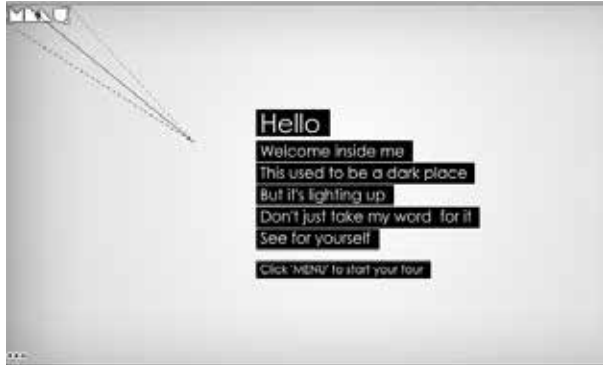 MENU
Hello
Welcome inside me
This used to be a dark place
But it's lighting up
Don't just take my word for it
See for yourself
Click 'MENU' to start your tour